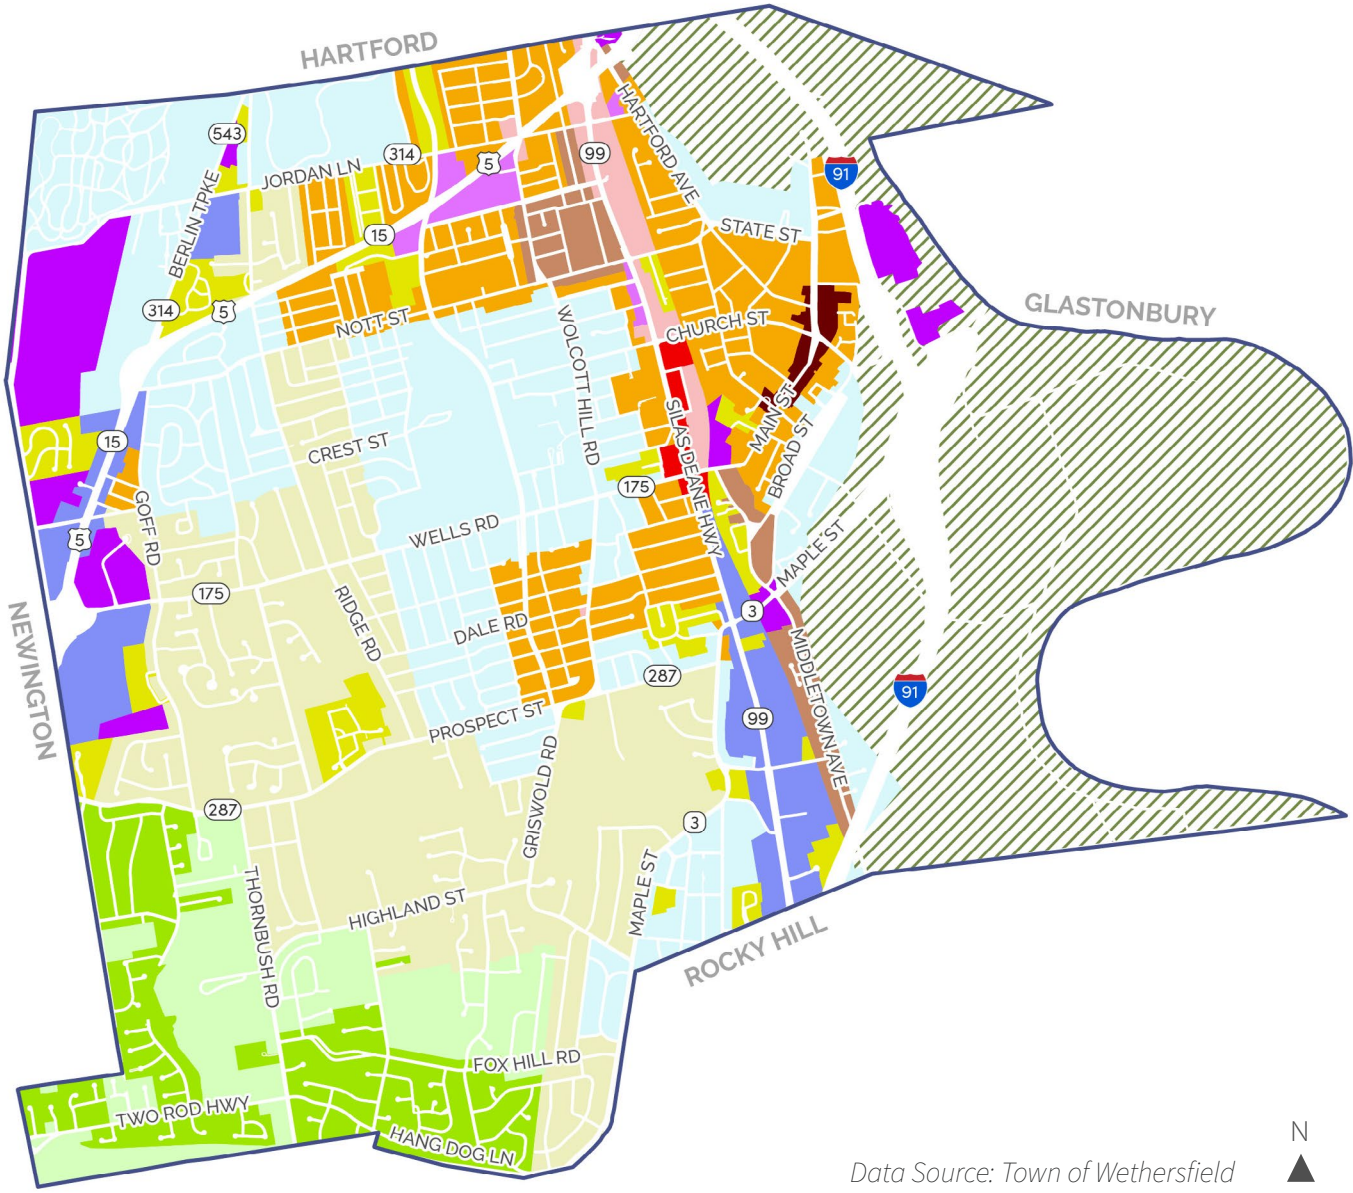 HARTFORD
543
JORDAN LN
314
5
99
HARTFORD AVE
91
BERLIN TPKE
15
STATE ST
314
5
NOTT ST
WOLCOTT HILL RD
CHURCH ST
GLASTONBURY
15
CREST ST
SILAS DEANE HWY
MAIN ST
BROAD ST
175
GOFF RD
5
WELLS RD
MAPLE ST
175
RIDGE RD
DALE RD
3
NEWINGTON
MIDDLETOWN AVE
287
91
PROSPECT ST
99
GRISWOLD RD
287
3
THORNBUSH RD
HIGHLAND ST
MAPLE ST
ROCKY HILL
FOX HILL RD
TWO ROD HWY
HANG DOG LN
N
Data Source: Town of Wethersfield